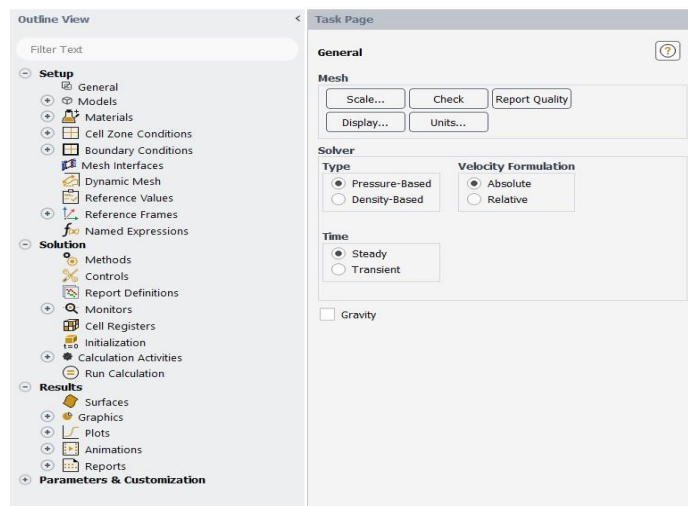 Outline View <
Filter Text
Setup
General
Models
Materials
Cell Zone Conditions
Boundary Conditions
Mesh Interfaces
Dynamic Mesh
Reference Values
Reference Frames
Named Expressions
Solution
Methods
Controls
Report Definitions
Monitors
Cell Registers
Initialization
Calculation Activities
Run Calculation
Results
Surfaces
Graphics
Plots
Animations
Reports
Parameters & Customization
Task Page
General ?
Mesh
Scale... Check Report Quality
Display... Units...
Solver
Type Velocity Formulation
Pressure-Based Absolute
Density-Based Relative
Time
Steady
Transient
Gravity